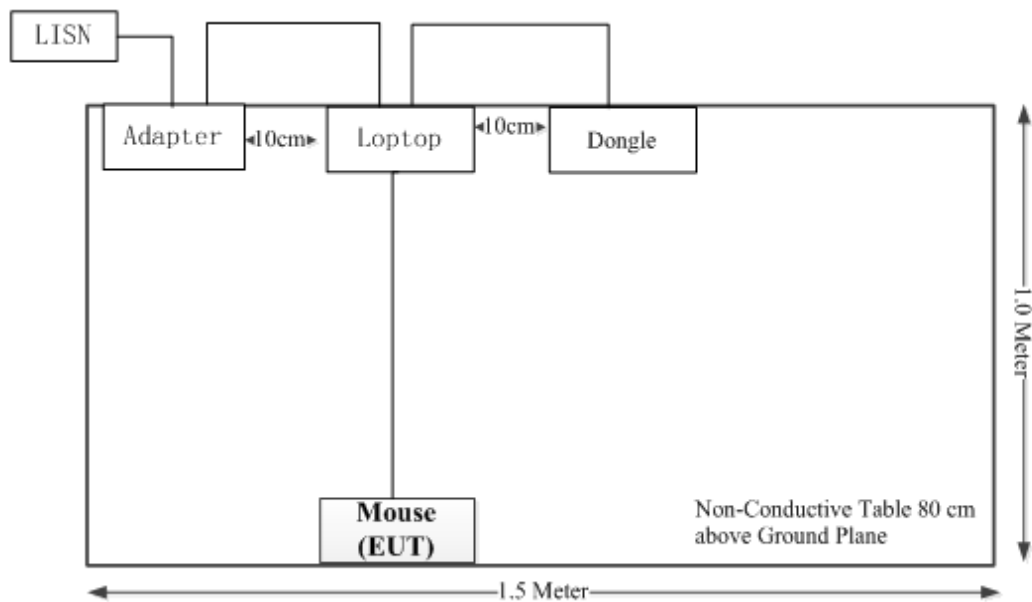 LISN
Adapter
10cm
Loptop
10cm
Dongle
1.0 Meter
Mouse
(EUT)
Non-Conductive Table 80 cm
above Ground Plane
1.5 Meter